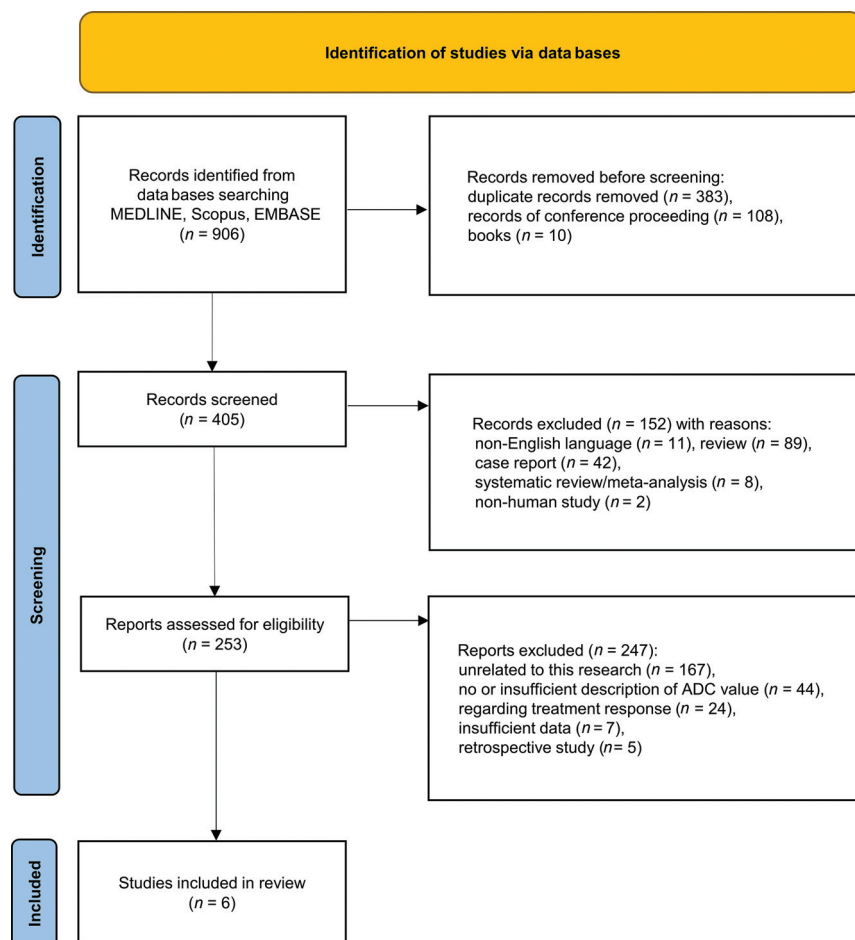 Identification of studies via data bases
Identification
Records identified from
data bases searching
MEDLINE, Scopus, EMBASE
(n = 906)
Records removed before screening:
duplicate records removed (n = 383),
records of conference proceeding (n = 108),
books (n = 10)
Screening
Records screened
(n = 405)
Records excluded (n = 152) with reasons:
non-English language (n = 11), review (n = 89),
case report (n = 42),
systematic review/meta-analysis (n = 8),
non-human study (n = 2)
Reports assessed for eligibility
(n = 253)
Reports excluded (n = 247):
unrelated to this research (n = 167),
no or insufficient description of ADC value (n = 44),
regarding treatment response (n = 24),
insufficient data (n = 7),
retrospective study (n= 5)
Included
Studies included in review
(n = 6)